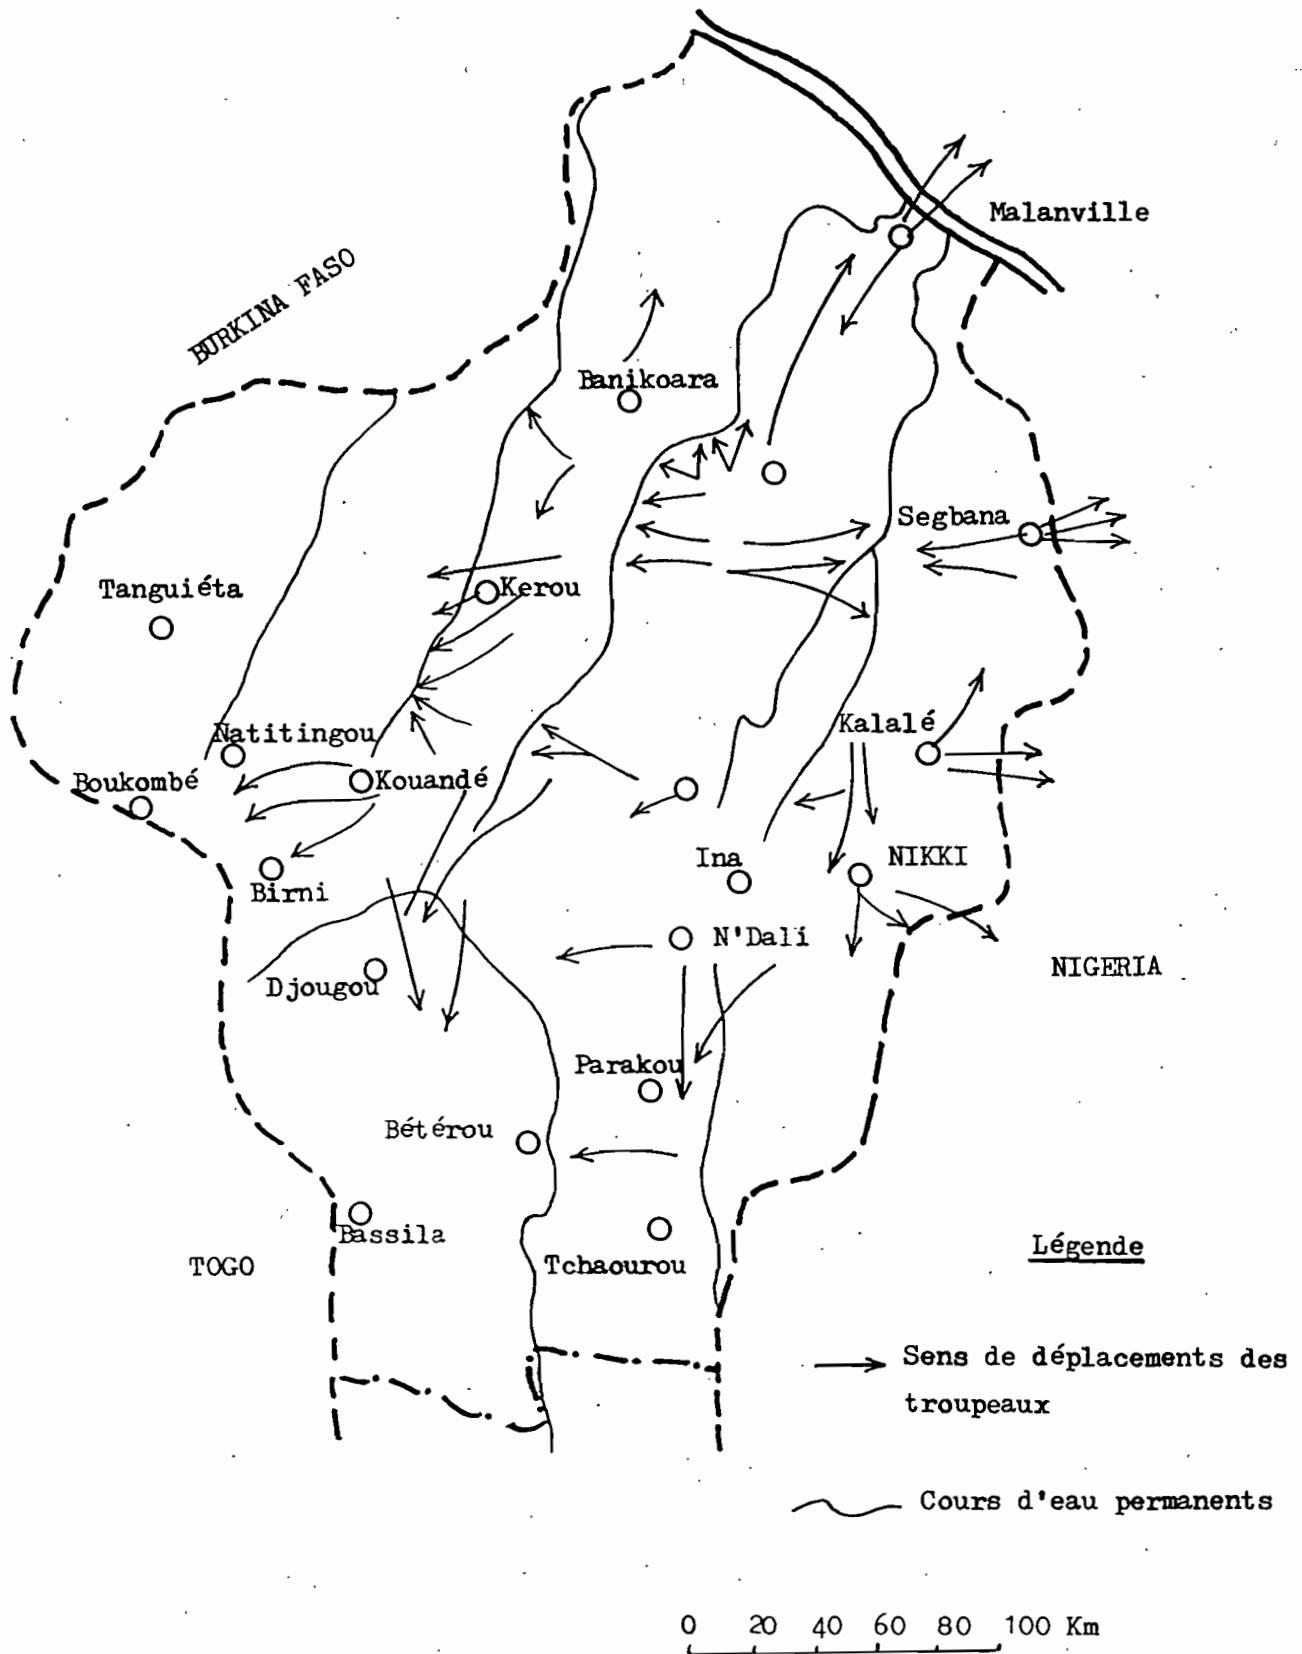 Malanville
BURKINA FASO
Banikoara
Segbana
Kerou
Tanguiéta
Natitingou
Kalalé
Boukombé
Kouandé
Ina
NIKKI
Birni
N'Dali
NIGERIA
Djougou
Parakou
Bétérou
Bassila
TOGO
Tchaourou
Légende
Sens de déplacements des
troupeaux
Cours d'eau permanents
0 20 40 60 80 100 Km